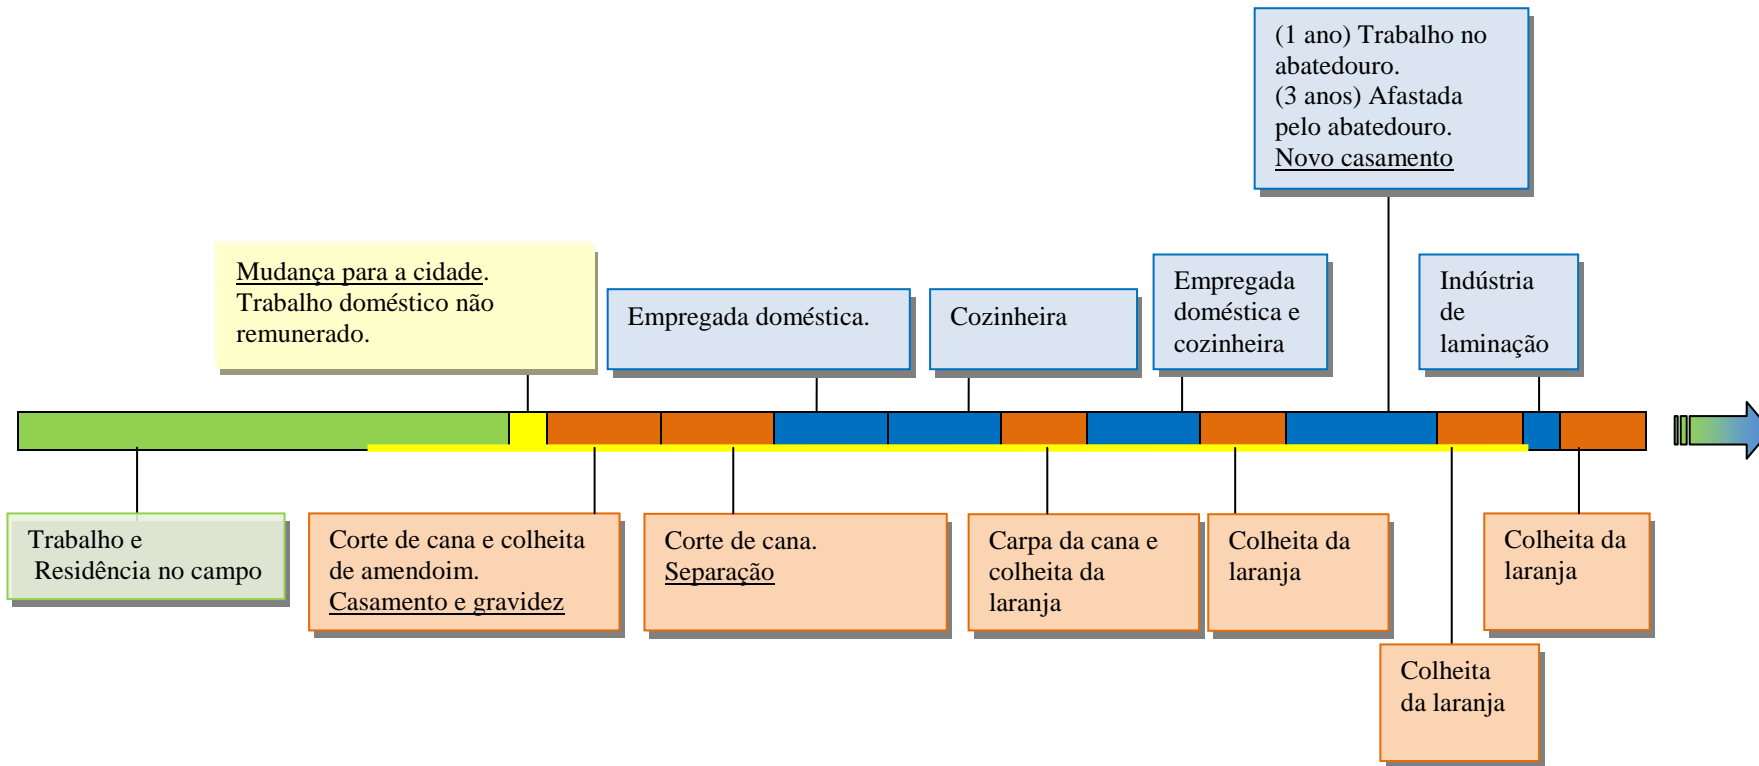 (1 ano) Trabalho no
abatedouro.
(3 anos) Afastada
pelo abatedouro.
Novo casamento
Mudança para a cidade.
Trabalho doméstico não
remunerado.
Empregada doméstica.
Cozinheira
Empregada
doméstica e
cozinheira
Indústria
de
laminação
Trabalho e
Residência no campo
Corte de cana e colheita
de amendoim.
Casamento e gravidez
Corte de cana.
Separação
Carpa da cana e
colheita da
laranja
Colheita da
laranja
Colheita da
laranja
Colheita
da laranja